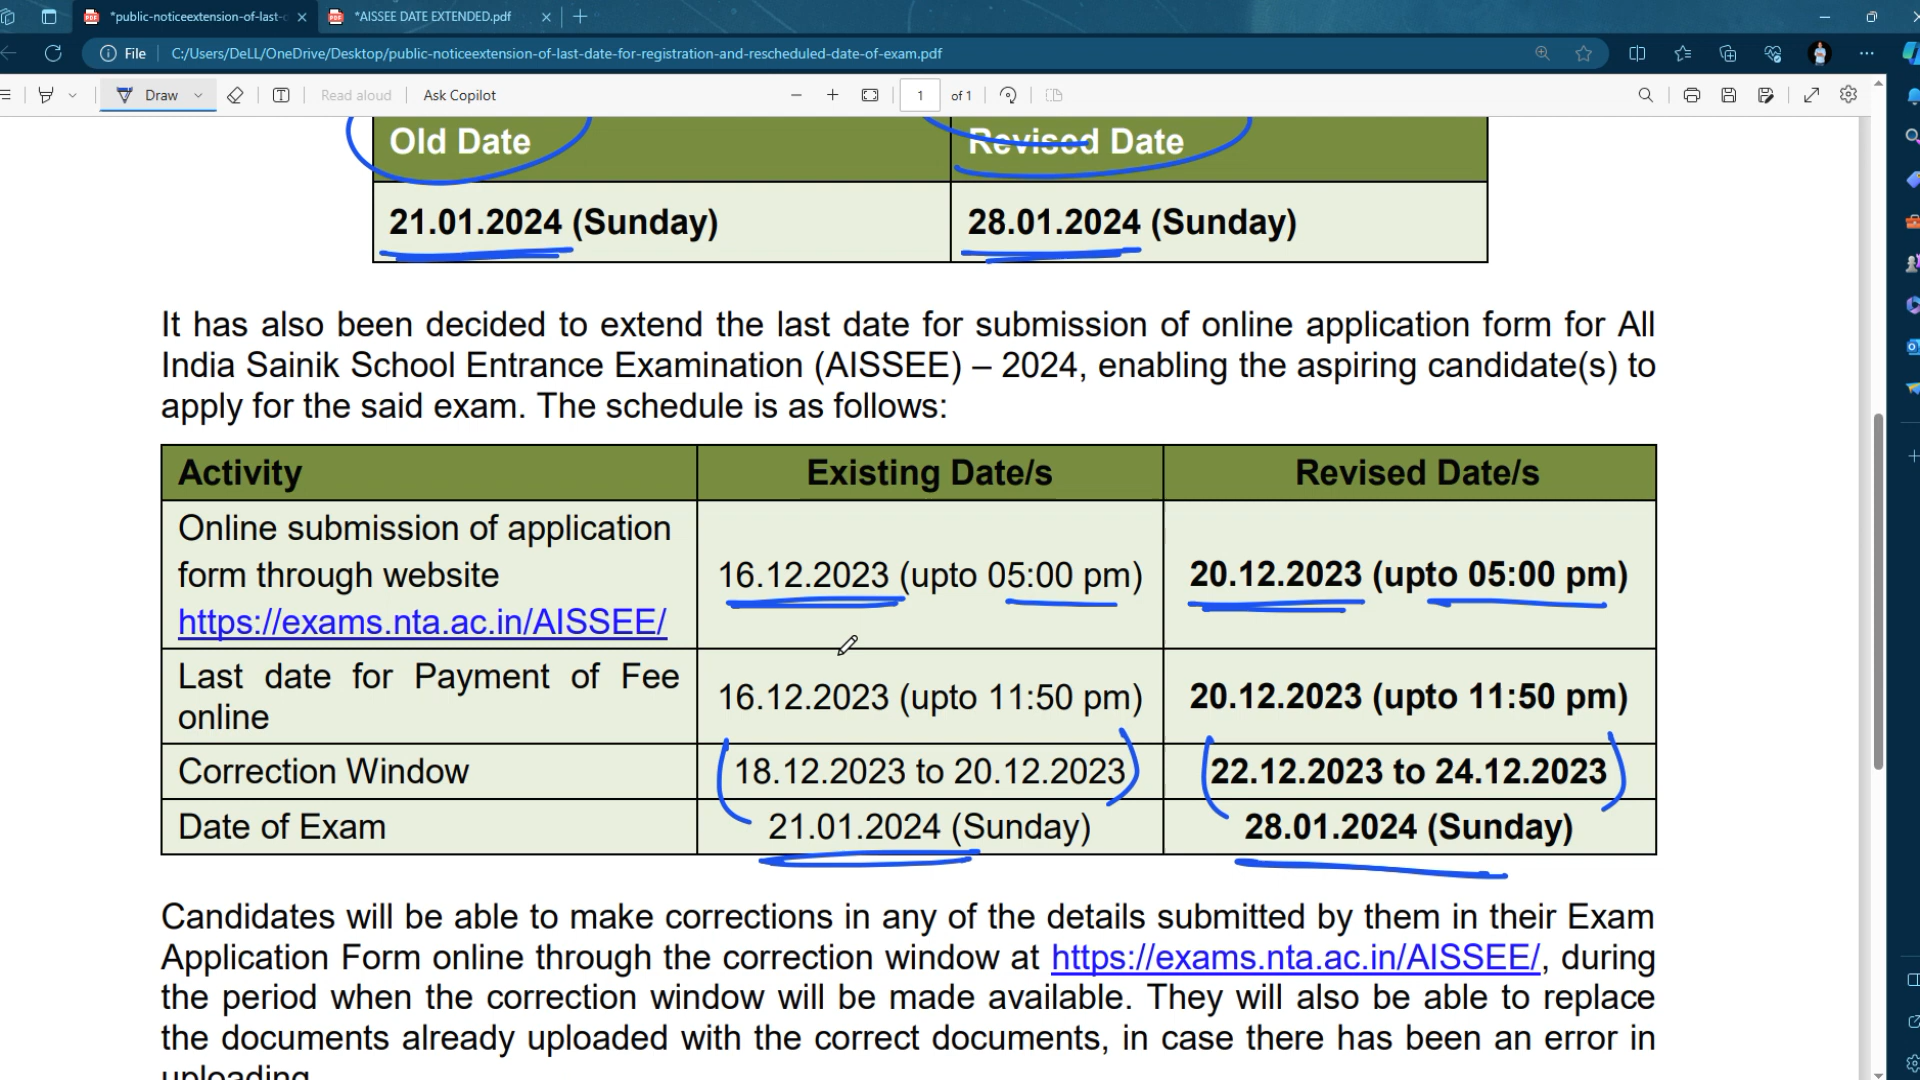 *public-noticeextension-of-last-
*AISSEE DATE EXTENDED.pdf
File
C:/Users/DeLL/OneDrive/Desktop/public-noticeextension-of-last-date-for-registration-and-rescheduled-date-of-exam.pdf
Draw
Read aloud
Ask Copilot
1
of 1
Old Date
Revised Date
21.01.2024 (Sunday)
28.01.2024 (Sunday)
It has also been decided to extend the last date for submission of online application form for All
India Sainik School Entrance Examination (AISSEE) – 2024, enabling the aspiring candidate(s) to
apply for the said exam. The schedule is as follows:
Activity
Existing Date/s
Revised Date/s
Online submission of application
form through website
https://exams.nta.ac.in/AISSEE/
16.12.2023 (upto 05:00 pm)
20.12.2023 (upto 05:00 pm)
Last date for Payment of Fee
online
16.12.2023 (upto 11:50 pm)
20.12.2023 (upto 11:50 pm)
Correction Window
18.12.2023 to 20.12.2023
22.12.2023 to 24.12.2023
Date of Exam
21.01.2024 (Sunday)
28.01.2024 (Sunday)
Candidates will be able to make corrections in any of the details submitted by them in their Exam
Application Form online through the correction window at https://exams.nta.ac.in/AISSEE/, during
the period when the correction window will be made available. They will also be able to replace
the documents already uploaded with the correct documents, in case there has been an error in
uploading.